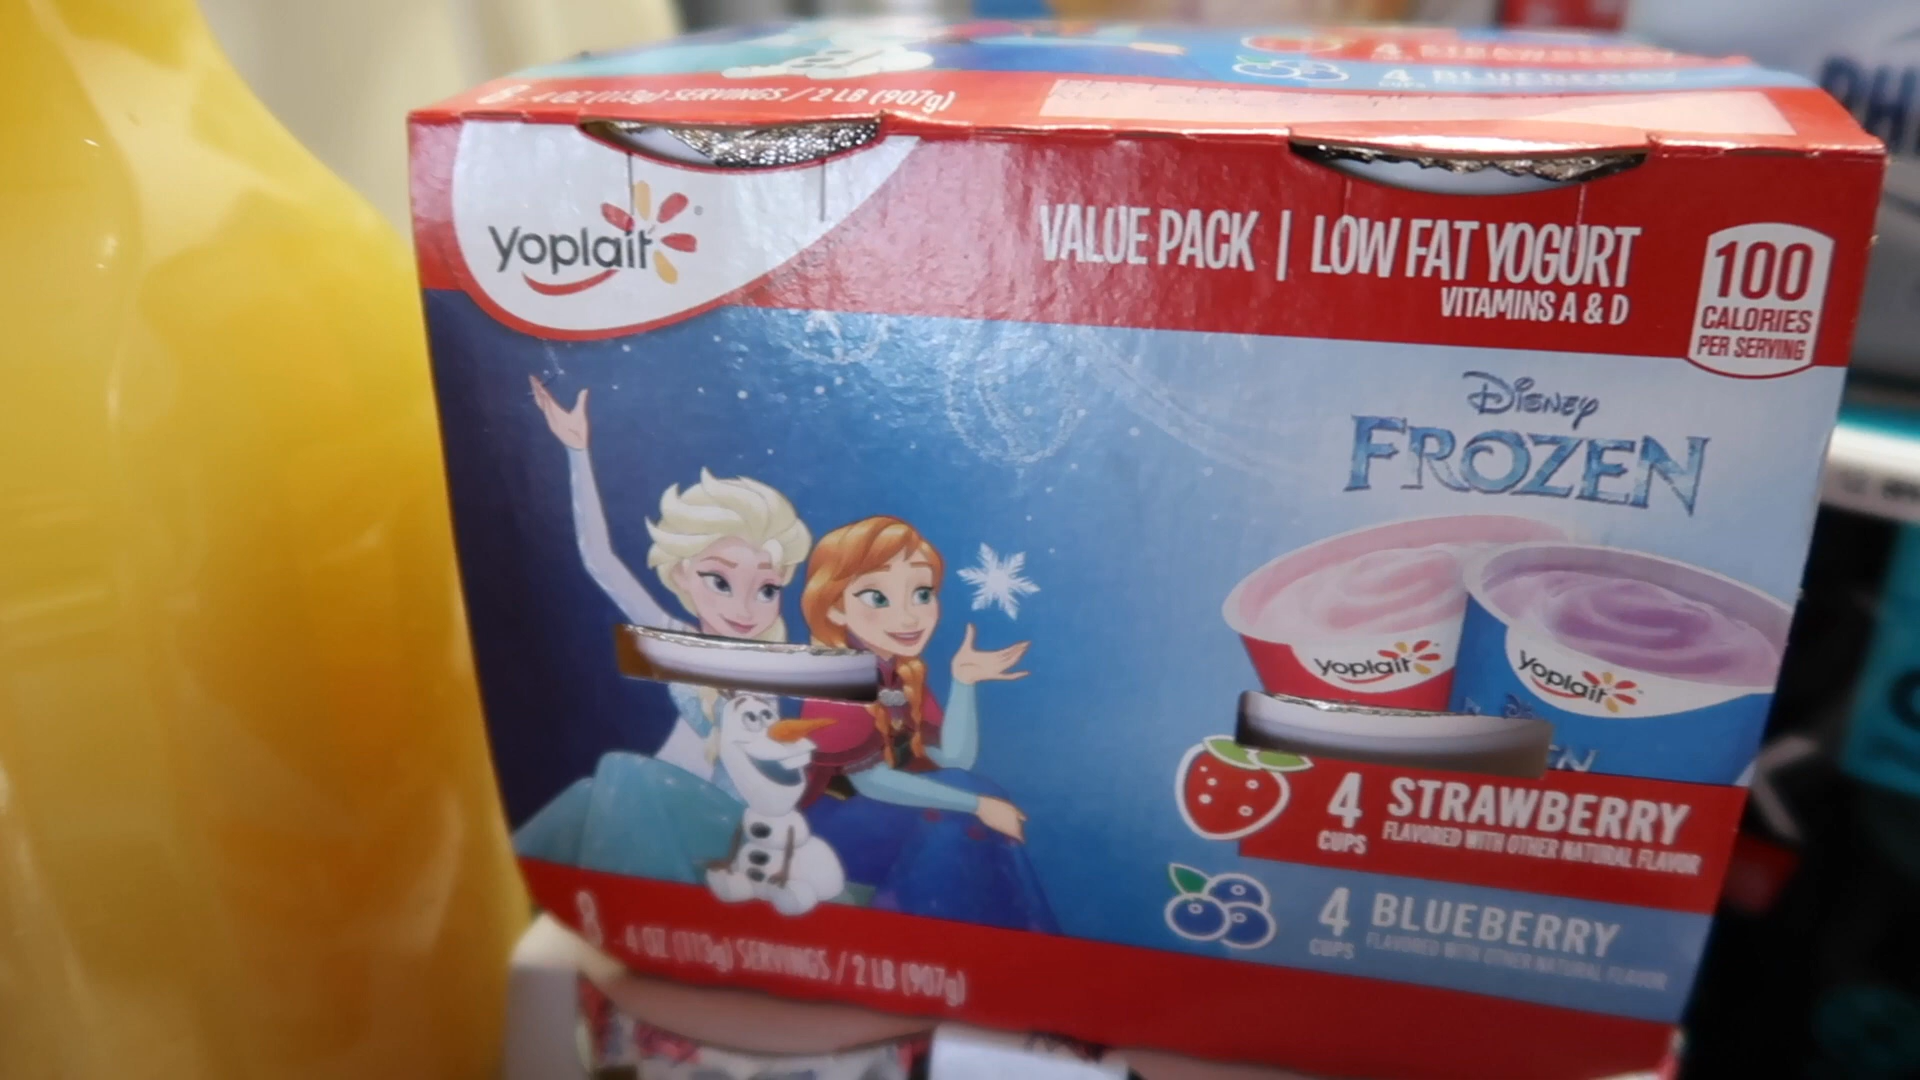 4 STRAWBERRY
4 BLUEBERRY
CUPS
8 - 4 OZ (113g) SERVINGS / 2 LB (907g)
yoplait
VALUE PACK | LOW FAT YOGURT
VITAMINS A & D
100
CALORIES
PER SERVING
DISNEY
FROZEN
yoplait
yoplait
4 STRAWBERRY
CUPS FLAVORED WITH OTHER NATURAL FLAVOR
4 BLUEBERRY
CUPS FLAVORED WITH OTHER NATURAL FLAVOR
8 - 4 OZ (113g) SERVINGS / 2 LB (907g)